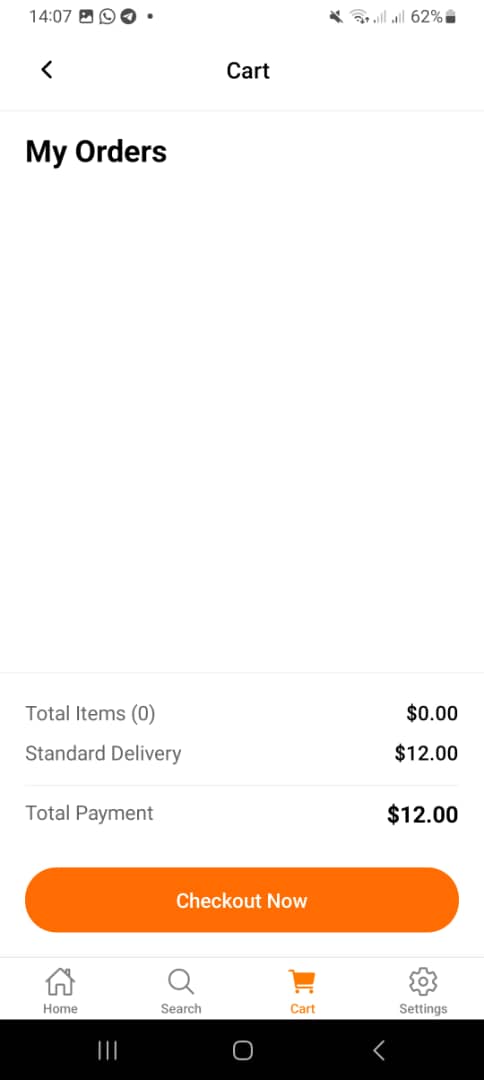 14:07 62%
Cart
My Orders
Total Items (0) $0.00
Standard Delivery $12.00
Total Payment $12.00
Checkout Now
Home Search Cart Settings